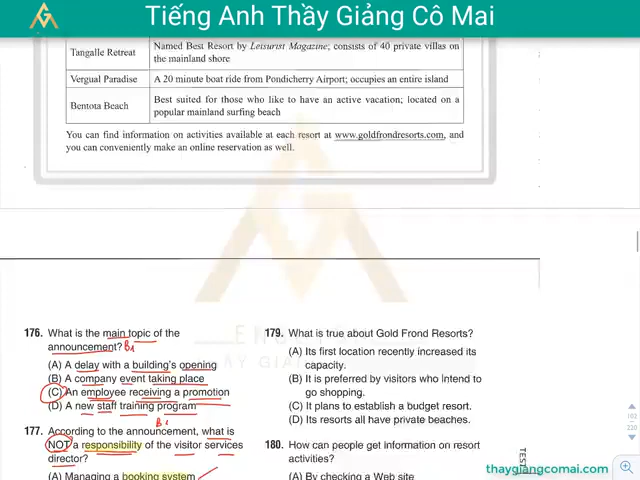 Tiếng Anh Thầy Giảng Cô Mai
Tangalle Retreat
Named Best Resort by Leisurist Magazine; consists of 40 private villas on
the mainland shore
Vergual Paradise
A 20 minute boat ride from Pondicherry Airport; occupies an entire island
Bentota Beach
Best suited for those who like to have an active vacation; located on a
popular mainland surfing beach
You can find information on activities available at each resort at www.goldfrondresorts.com, and
you can conveniently make an online reservation as well.
176. What is the main topic of the
announcement? B1
(A) A delay with a building's opening
(B) A company event taking place
(C) An employee receiving a promotion
(D) A new staff training program
177. According to the announcement, what is
NOT a responsibility of the visitor services
director?
(A) Managing a booking system
179. What is true about Gold Frond Resorts?
(A) Its first location recently increased its
capacity.
(B) It is preferred by visitors who intend to
go shopping.
(C) It plans to establish a budget resort.
(D) Its resorts all have private beaches.
180. How can people get information on resort
activities?
(A) By checking a Web site
TEST
102
220
thaygiangcomai.com